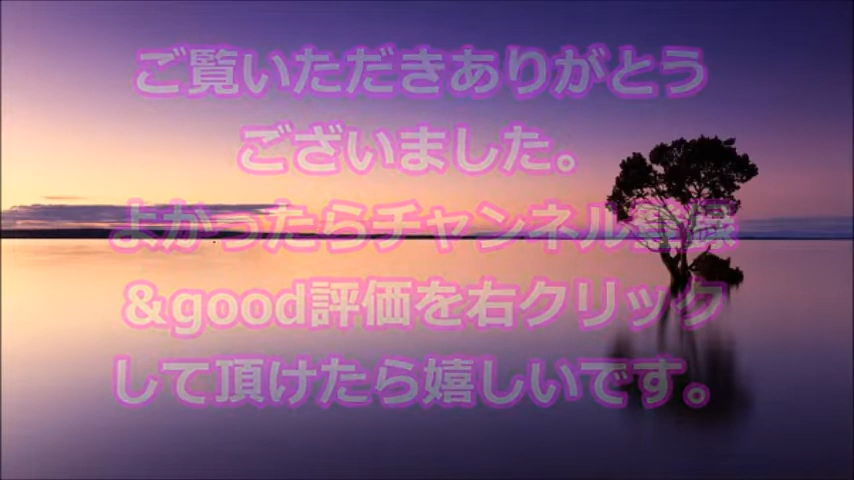 ご覧いただきありがとう
ございました。
よかったらチャンネル登録
&good評価を右クリック
して頂けたら嬉しいです。